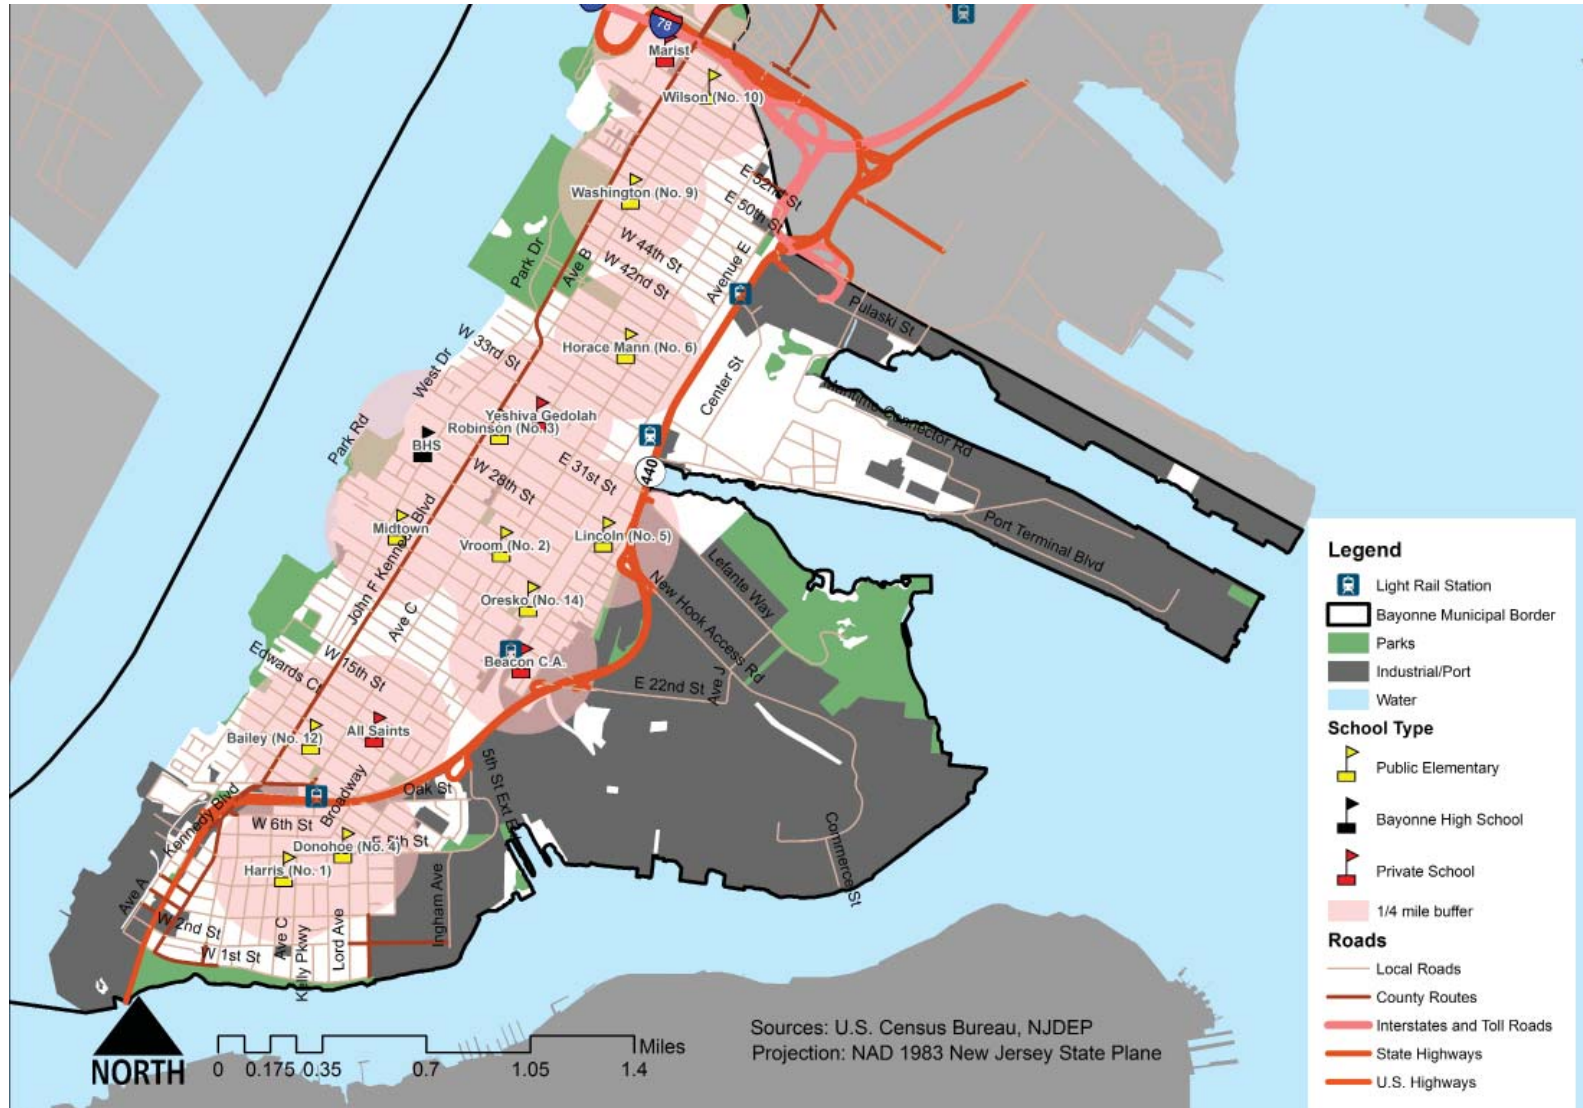 78
Marist
Wilson (No. 10)
E 52nd St
Washington (No. 9)
E 50th St
W 44th St
Park Dr
Ave B
W 42nd St
Avenue E
Pulaski St
W 33rd St
Horace Mann (No. 6)
West Dr
Center St
Maritime Connector Rd
Yeshiva Gedolah
Robinson (No. 3)
Park Rd
BHS
E 31st St
W 28th St
440
Midtown
John F Kennedy Blvd
Vroom (No. 2)
Lincoln (No. 5)
Port Terminal Blvd
Lefante Way
New Hook Access Rd
Oresko (No. 14)
Ave C
Beacon C.A.
Edwards Ct
W 15th St
E 22nd St
Ave J
Bailey (No. 12)
All Saints
5th St Ext
Oak St
Broadway
Kennedy Blvd
W 6th St
E 5th St
Donohoe (No. 4)
Harris (No. 1)
Commerce St
Ave A
Ingham Ave
W 2nd St
Ave C
Lord Ave
W 1st St
Kelly Pkwy
NORTH
0 0.175 0.35 0.7 1.05 1.4
Miles
Sources: U.S. Census Bureau, NJDEP
Projection: NAD 1983 New Jersey State Plane
Legend
Light Rail Station
Bayonne Municipal Border
Parks
Industrial/Port
Water
School Type
Public Elementary
Bayonne High School
Private School
1/4 mile buffer
Roads
Local Roads
County Routes
Interstates and Toll Roads
State Highways
U.S. Highways